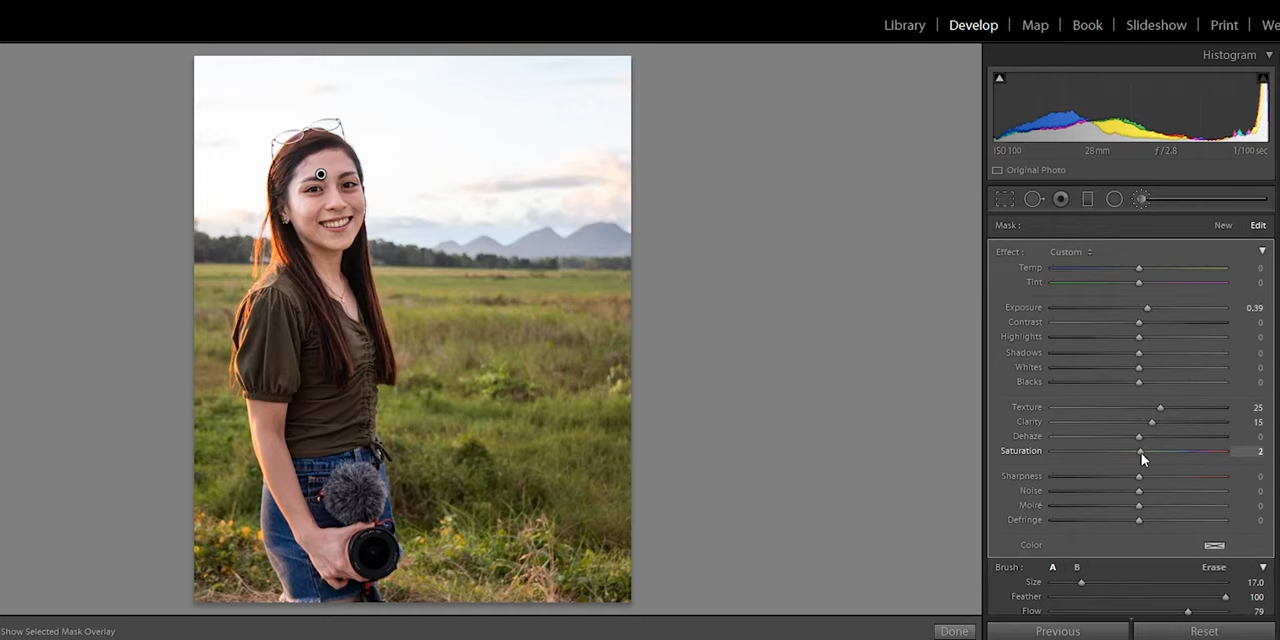 Library | Develop | Map | Book | Slideshow | Print | We
Histogram
ISO 100 28mm ƒ / 2.8 1/100 sec
Original Photo
Mask : New Edit
Effect : Custom
Temp 0
Tint 0
Exposure 0.39
Contrast 0
Highlights 0
Shadows 0
Whites 0
Blacks 0
Texture 25
Clarity 15
Dehaze 0
Saturation 2
Sharpness 0
Noise 0
Moiré 0
Defringe 0
Color
Brush : A B Erase
Size 17.0
Feather 100
Flow 79
Show Selected Mask Overlay Done Previous Reset